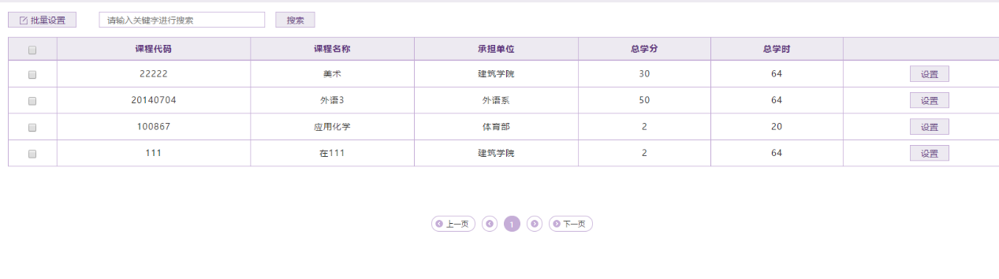 批量设置 请输入关键字进行搜索 搜索
课程代码 课程名称 承担单位 总学分 总学时
22222 美术 建筑学院 30 64 设置
20140704 外语3 外语系 50 64 设置
100867 应用化学 体育部 2 20 设置
111 在111 建筑学院 2 64 设置
上一页 1 下一页